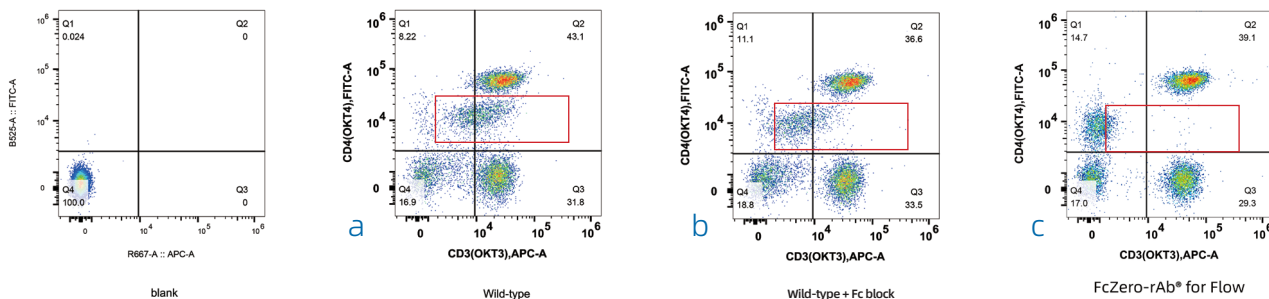 Q1
0.024
Q2
0
Q4
100.0
Q3
0
10⁶
10⁵
10⁴
0
0
10⁴
10⁵
10⁶
B525-A :: FITC-A
R667-A :: APC-A
blank
Q1
8.22
Q2
43.1
Q4
16.9
Q3
31.8
10⁶
10⁵
10⁴
0
0
10⁴
10⁵
10⁶
CD4(OKT4),FITC-A
CD3(OKT3),APC-A
a
Wild-type
Q1
11.1
Q2
36.6
Q4
18.8
Q3
33.5
10⁶
10⁵
10⁴
0
0
10⁴
10⁵
10⁶
CD4(OKT4),FITC-A
CD3(OKT3),APC-A
b
Wild-type + Fc block
Q1
14.7
Q2
39.1
Q4
17.0
Q3
29.3
10⁶
10⁵
10⁴
0
0
10⁴
10⁵
10⁶
CD4(OKT4),FITC-A
CD3(OKT3),APC-A
c
FcZero-rAb® for Flow